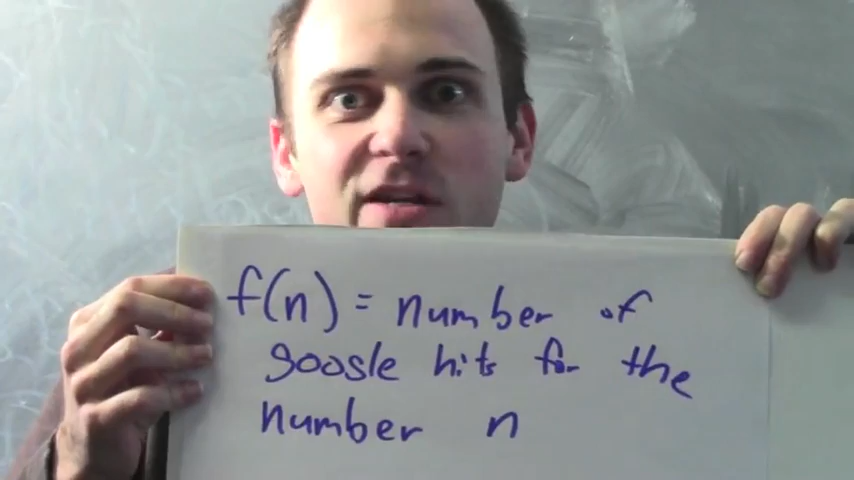 f(n) = number of
google hits for the
number n